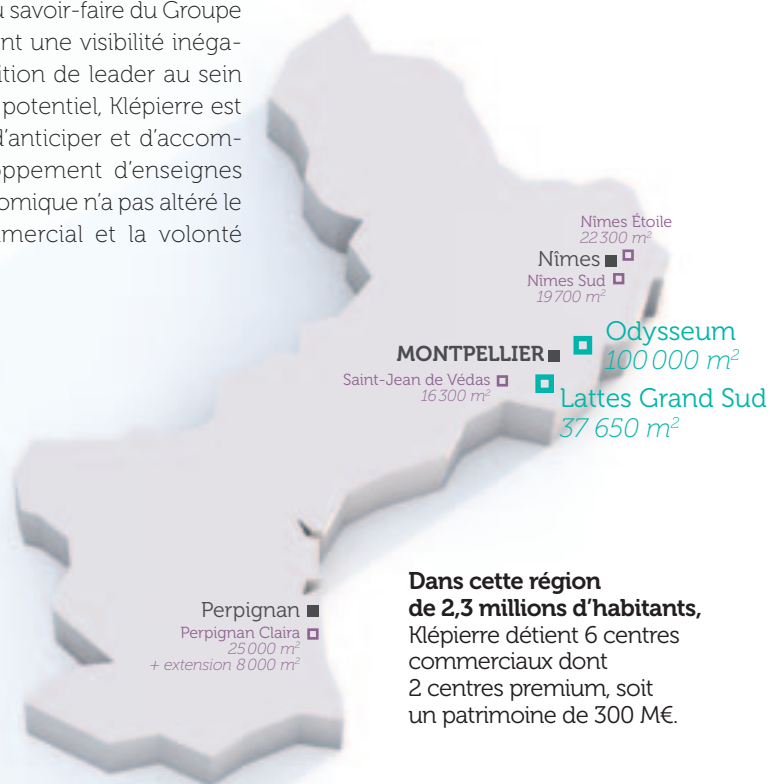 u savoir-faire du Groupe
nt une visibilité inéga-
ition de leader au sein
potentiel, Klépierre est
d'anticiper et d'accom-
oppement d'enseignes
omique n'a pas altéré le
mercial et la volonté
Nîmes Étoile
22 300 m²
Nîmes
Nîmes Sud
19 700 m²
Odysseum
100 000 m²
MONTPELLIER
Saint-Jean de Védas
16 300 m²
Lattes Grand Sud
37 650 m²
Perpignan
Perpignan Claira
25 000 m²
+ extension 8 000 m²
Dans cette région
de 2,3 millions d'habitants,
Klépierre détient 6 centres
commerciaux dont
2 centres premium, soit
un patrimoine de 300 M€.